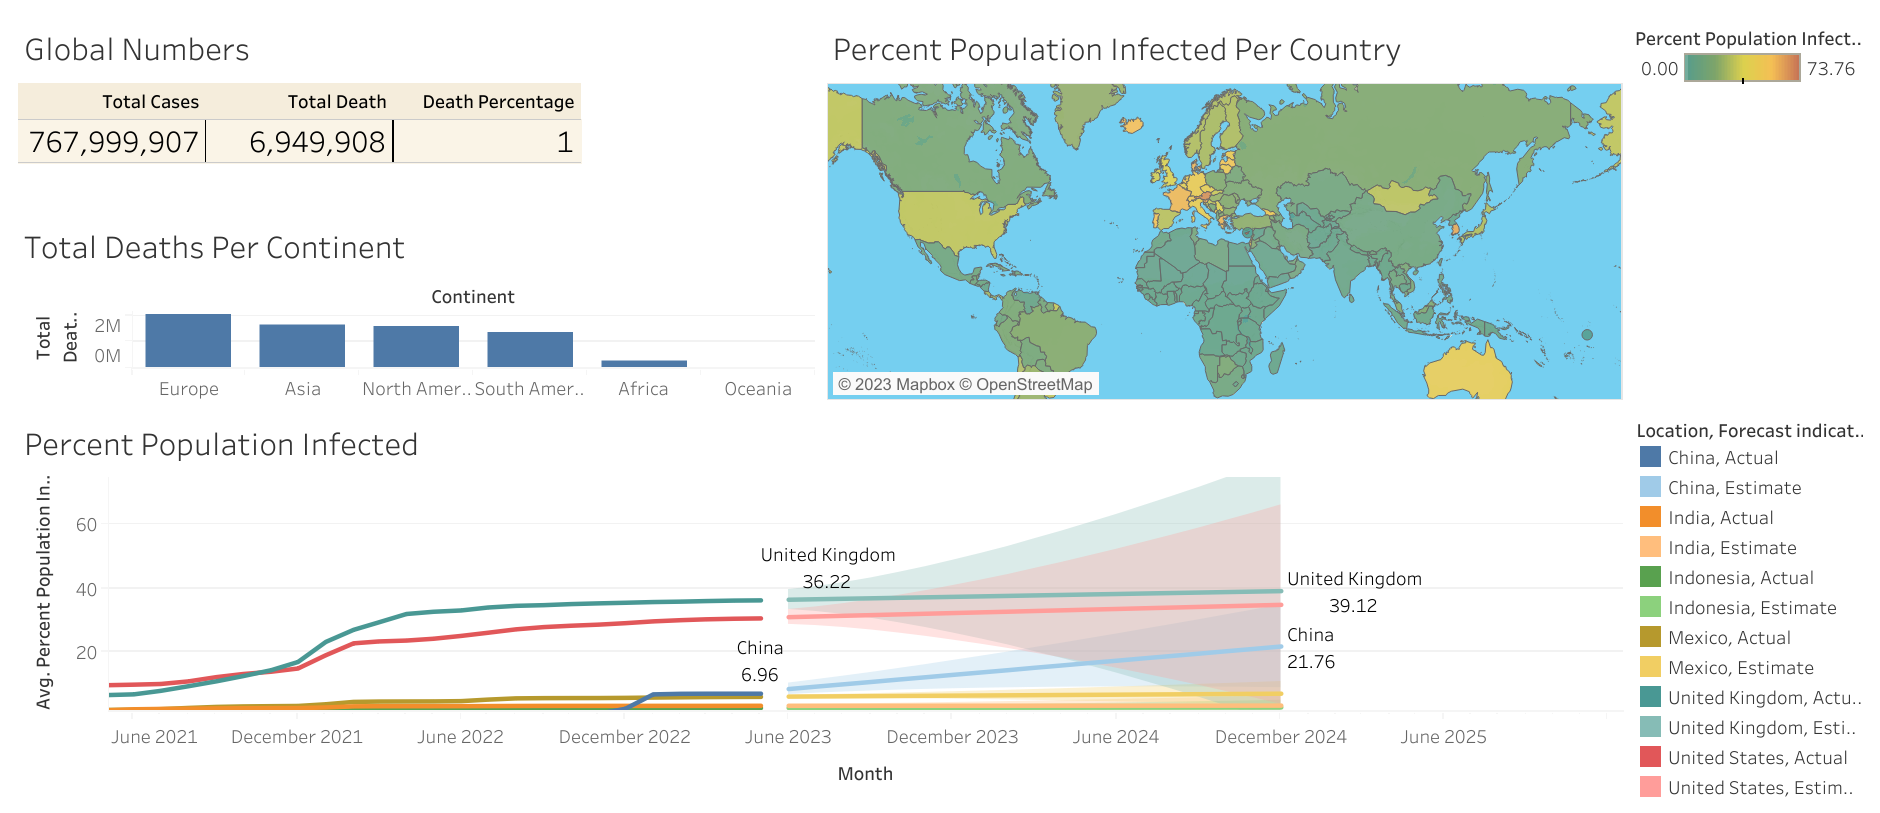 Global Numbers
Total Cases Total Death Death Percentage
767,999,907 6,949,908 1
Total Deaths Per Continent
Continent
Total
Deat..
2M
0M
Europe Asia North Amer.. South Amer.. Africa Oceania
Percent Population Infected Per Country
© 2023 Mapbox © OpenStreetMap
Percent Population Infect..
0.00 73.76
Percent Population Infected
Avg. Percent Population In..
60
40
20
United Kingdom
36.22
China
6.96
United Kingdom
39.12
China
21.76
June 2021 December 2021 June 2022 December 2022 June 2023 December 2023 June 2024 December 2024 June 2025
Month
Location, Forecast indicat..
China, Actual
China, Estimate
India, Actual
India, Estimate
Indonesia, Actual
Indonesia, Estimate
Mexico, Actual
Mexico, Estimate
United Kingdom, Actu..
United Kingdom, Esti..
United States, Actual
United States, Estim..